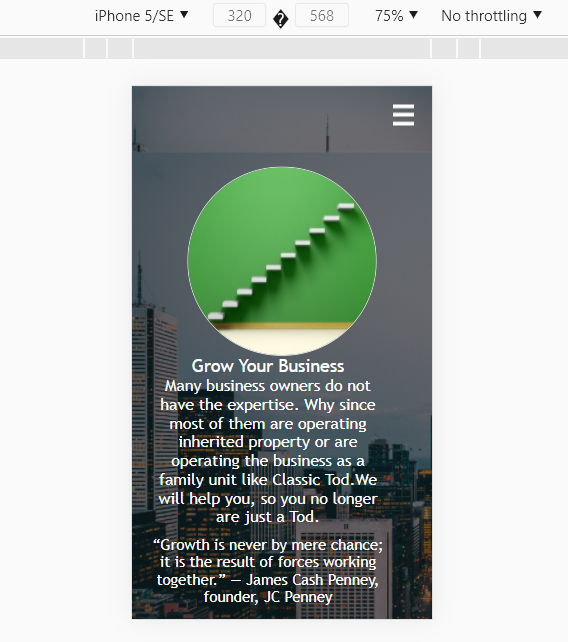 iPhone 5/SE ▼ 320 � 568 75% ▼ No throttling ▼
Grow Your Business
Many business owners do not
have the expertise. Why since
most of them are operating
inherited property or are
operating the business as a
family unit like Classic Tod.We
will help you, so you no longer
are just a Tod.
“Growth is never by mere chance;
it is the result of forces working
together.” — James Cash Penney,
founder, JC Penney